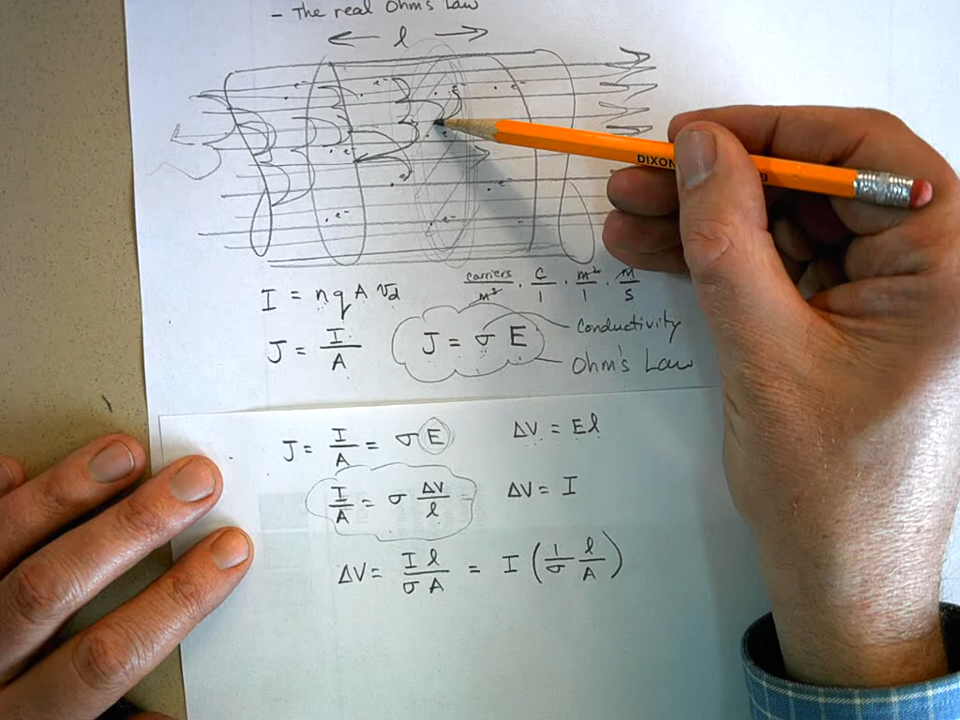 - The real Ohm's Law
l
e- e- e-
e- e-
e- e-
e- e-
I = nqAvd carriers/m³ · C/1 · m²/1 · m/s
J = I/A J = σE conductivity
Ohm's Law
J = I/A = σE ΔV = El
I/A = σ ΔV/l ΔV = I
ΔV = Il/σA = I(1/σ l/A)
DIXON